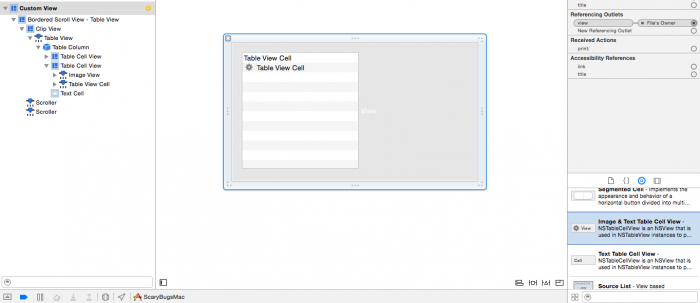 Custom View
Bordered Scroll View - Table View
Clip View
Table View
Table Column
Table Cell View
Table Cell View
Image View
Table View Cell
Text Cell
Scroller
Scroller
Table View Cell
Table View Cell
View
title
Referencing Outlets
view
File's Owner
New Referencing Outlet
Received Actions
print:
Accessibility References
link
title
Segmented Cell - Implements the
appearance and behavior of a
horizontal button divided into multi...
View
Image & Text Table Cell View -
NSTableCellView is an NSView that is
used in NSTableView instances to p...
Cell
Text Table Cell View -
NSTableCellView is an NSView that is
used in NSTableView instances to p...
Source List - View based
ScaryBugsMac